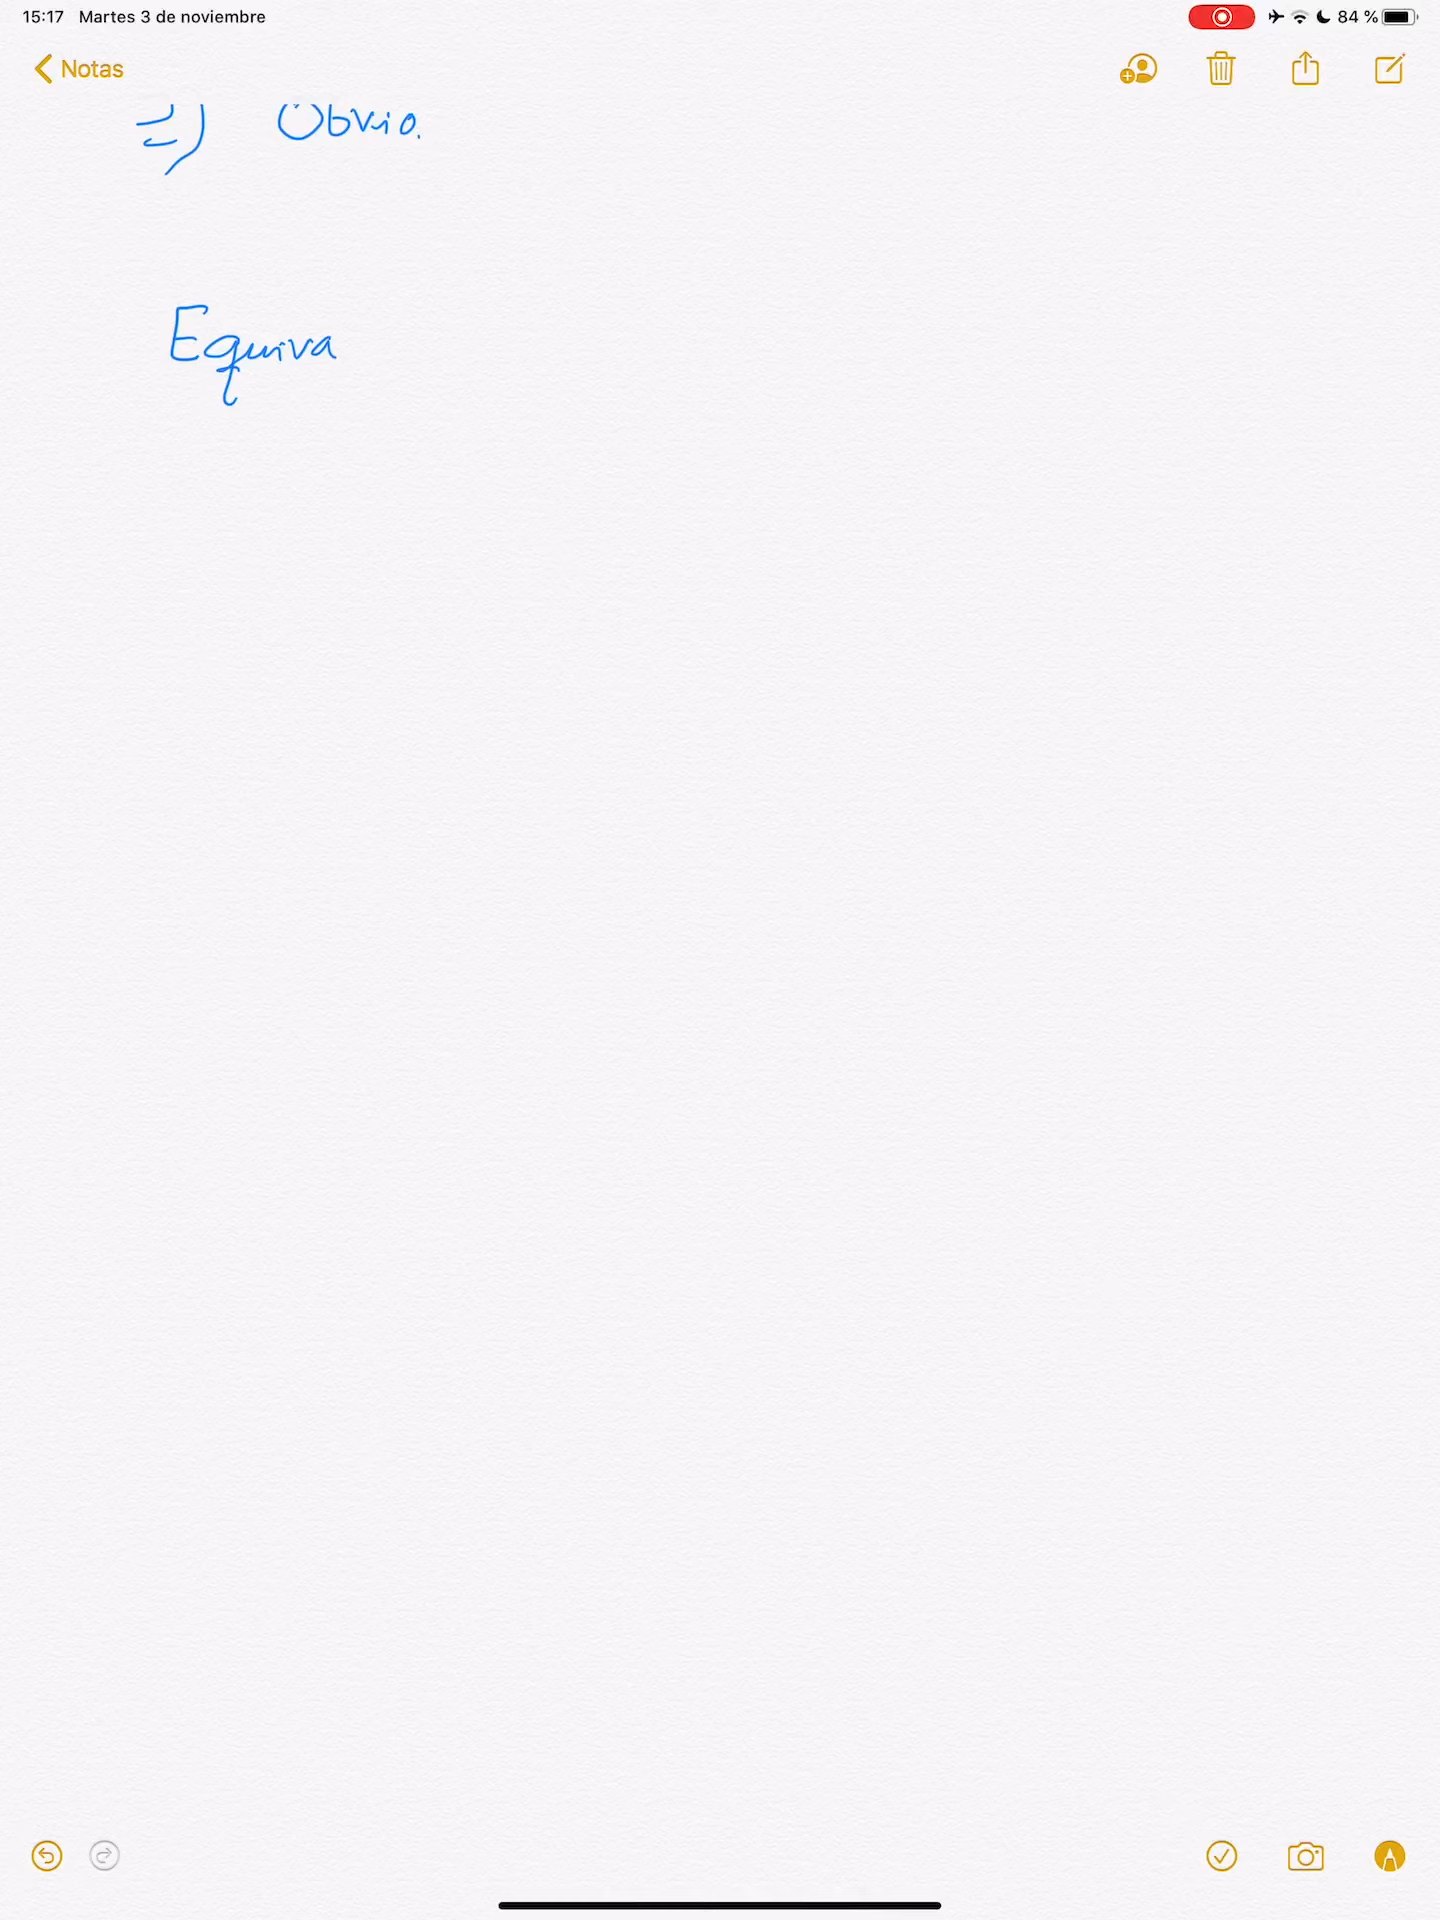 15:17 Martes 3 de noviembre 84 %
Notas
=) Obvio.
Equiva